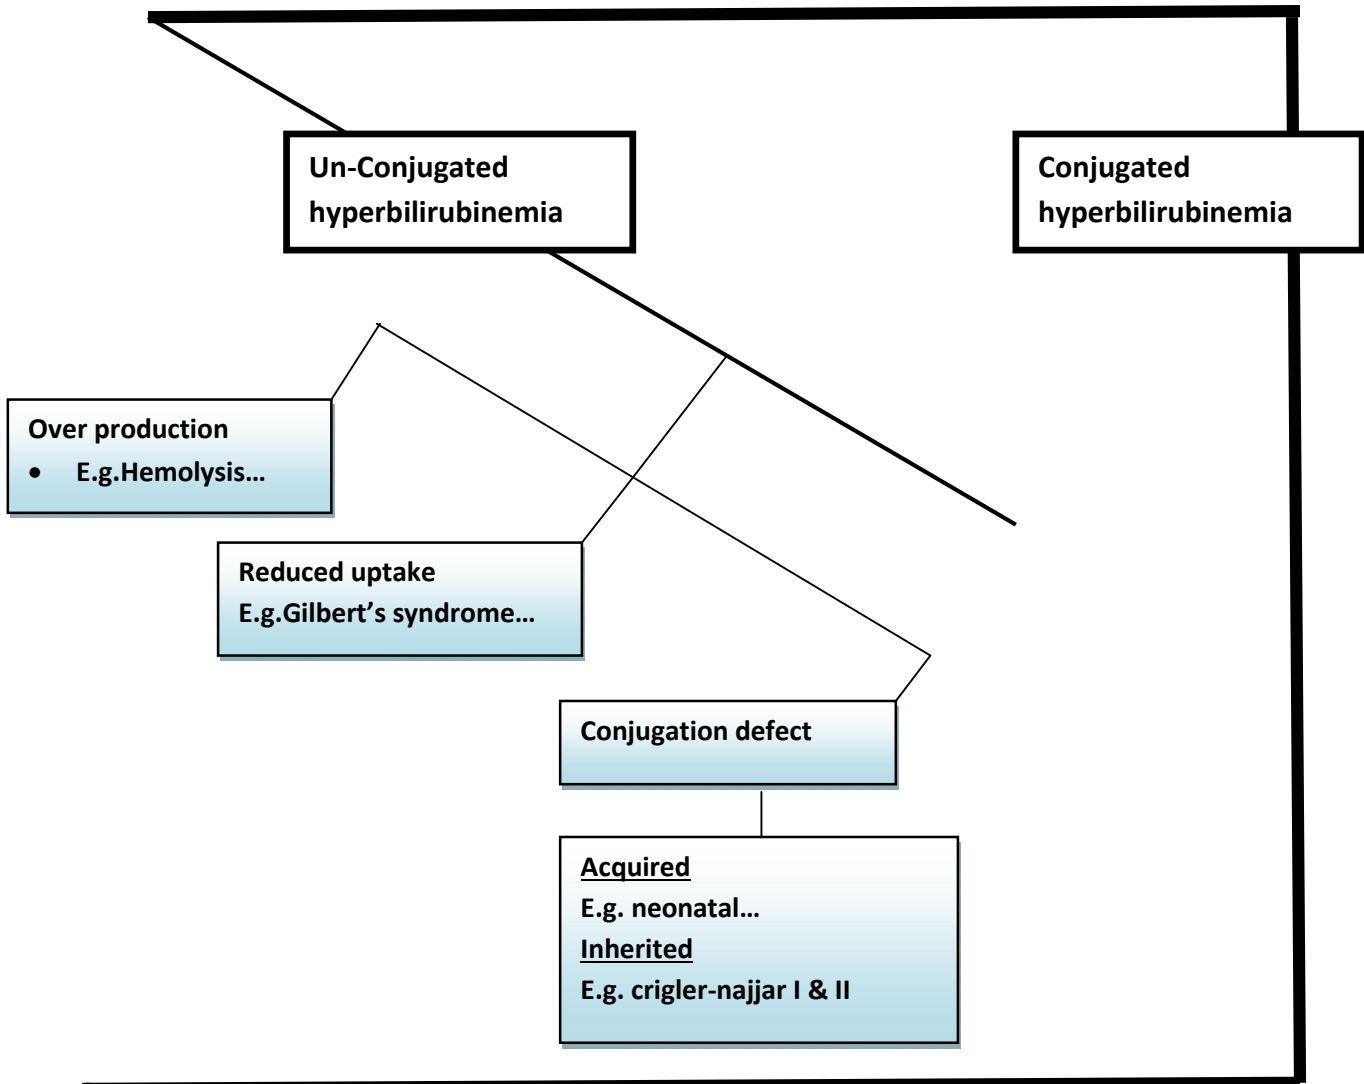 Un-Conjugated
hyperbilirubinemia
Conjugated
hyperbilirubinemia
Over production
• E.g.Hemolysis...
Reduced uptake
E.g.Gilbert’s syndrome...
Conjugation defect
Acquired
E.g. neonatal...
Inherited
E.g. crigler-najjar I & II